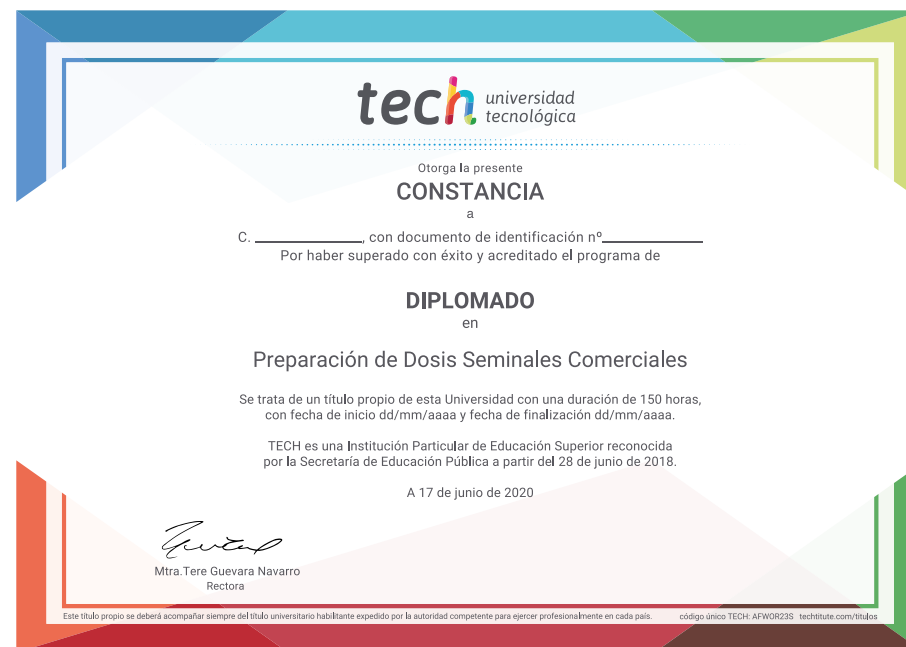 tech universidad
tecnológica
Otorga la presente
CONSTANCIA
a
C. ____________, con documento de identificación nº____________
Por haber superado con éxito y acreditado el programa de
DIPLOMADO
en
Preparación de Dosis Seminales Comerciales
Se trata de un título propio de esta Universidad con una duración de 150 horas,
con fecha de inicio dd/mm/aaaa y fecha de finalización dd/mm/aaaa.
TECH es una Institución Particular de Educación Superior reconocida
por la Secretaría de Educación Pública a partir del 28 de junio de 2018.
A 17 de junio de 2020
Mtra.Tere Guevara Navarro
Rectora
Este título propio se deberá acompañar siempre del título universitario habilitante expedido por la autoridad competente para ejercer profesionalmente en cada país. código único TECH: AFWOR23S techtitute.com/titulos